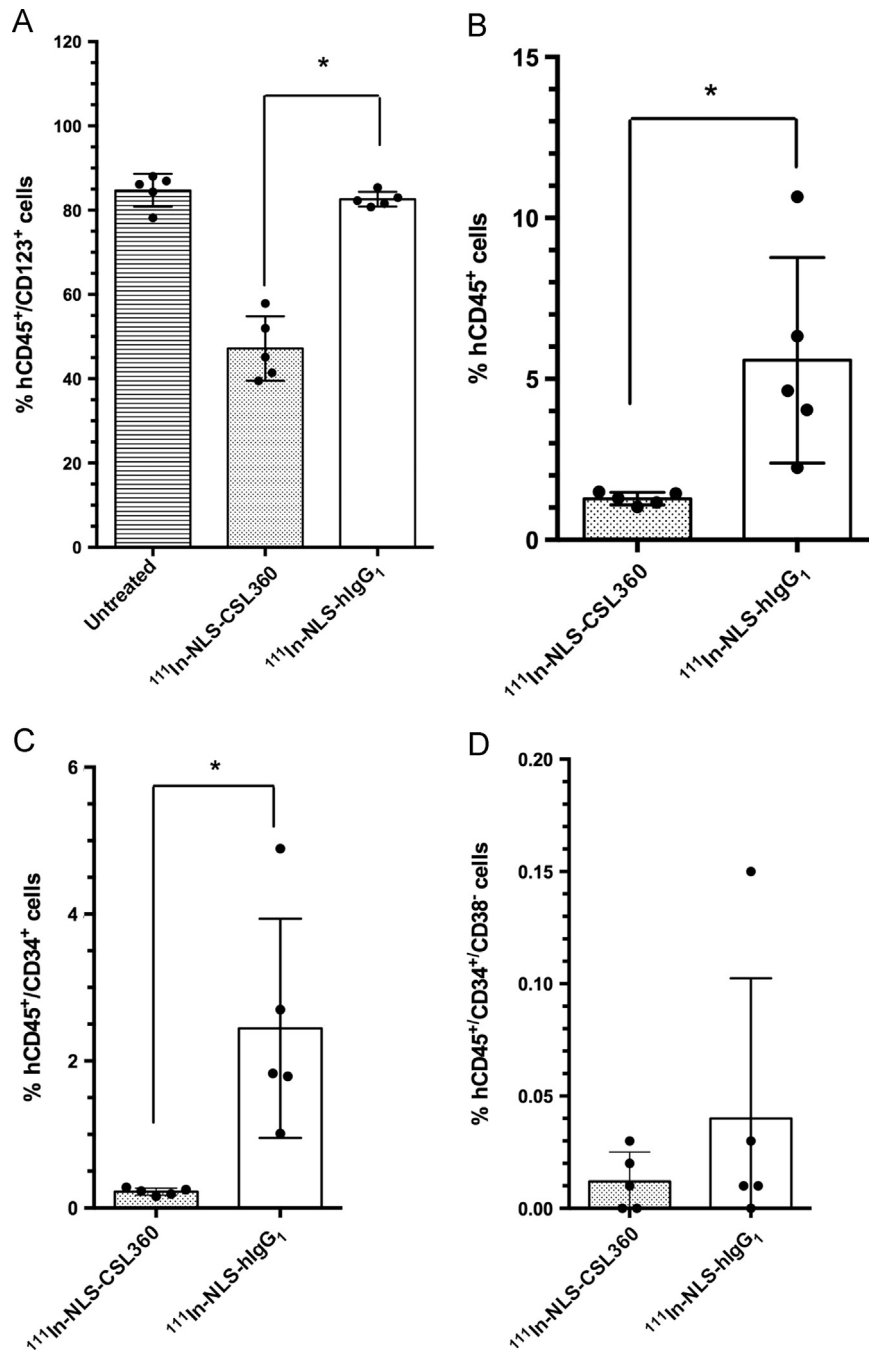 A
% hCD45⁺/CD123⁺ cells
120
100
80
60
40
20
0
*
Untreated
¹¹¹In-NLS-CSL360
¹¹¹In-NLS-hIgG₁
B
% hCD45⁺ cells
15
10
5
0
*
¹¹¹In-NLS-CSL360
¹¹¹In-NLS-hIgG₁
C
% hCD45⁺/CD34⁺ cells
6
4
2
0
*
¹¹¹In-NLS-CSL360
¹¹¹In-NLS-hIgG₁
D
% hCD45⁺/CD34⁺/CD38⁻ cells
0.20
0.15
0.10
0.05
0.00
¹¹¹In-NLS-CSL360
¹¹¹In-NLS-hIgG₁